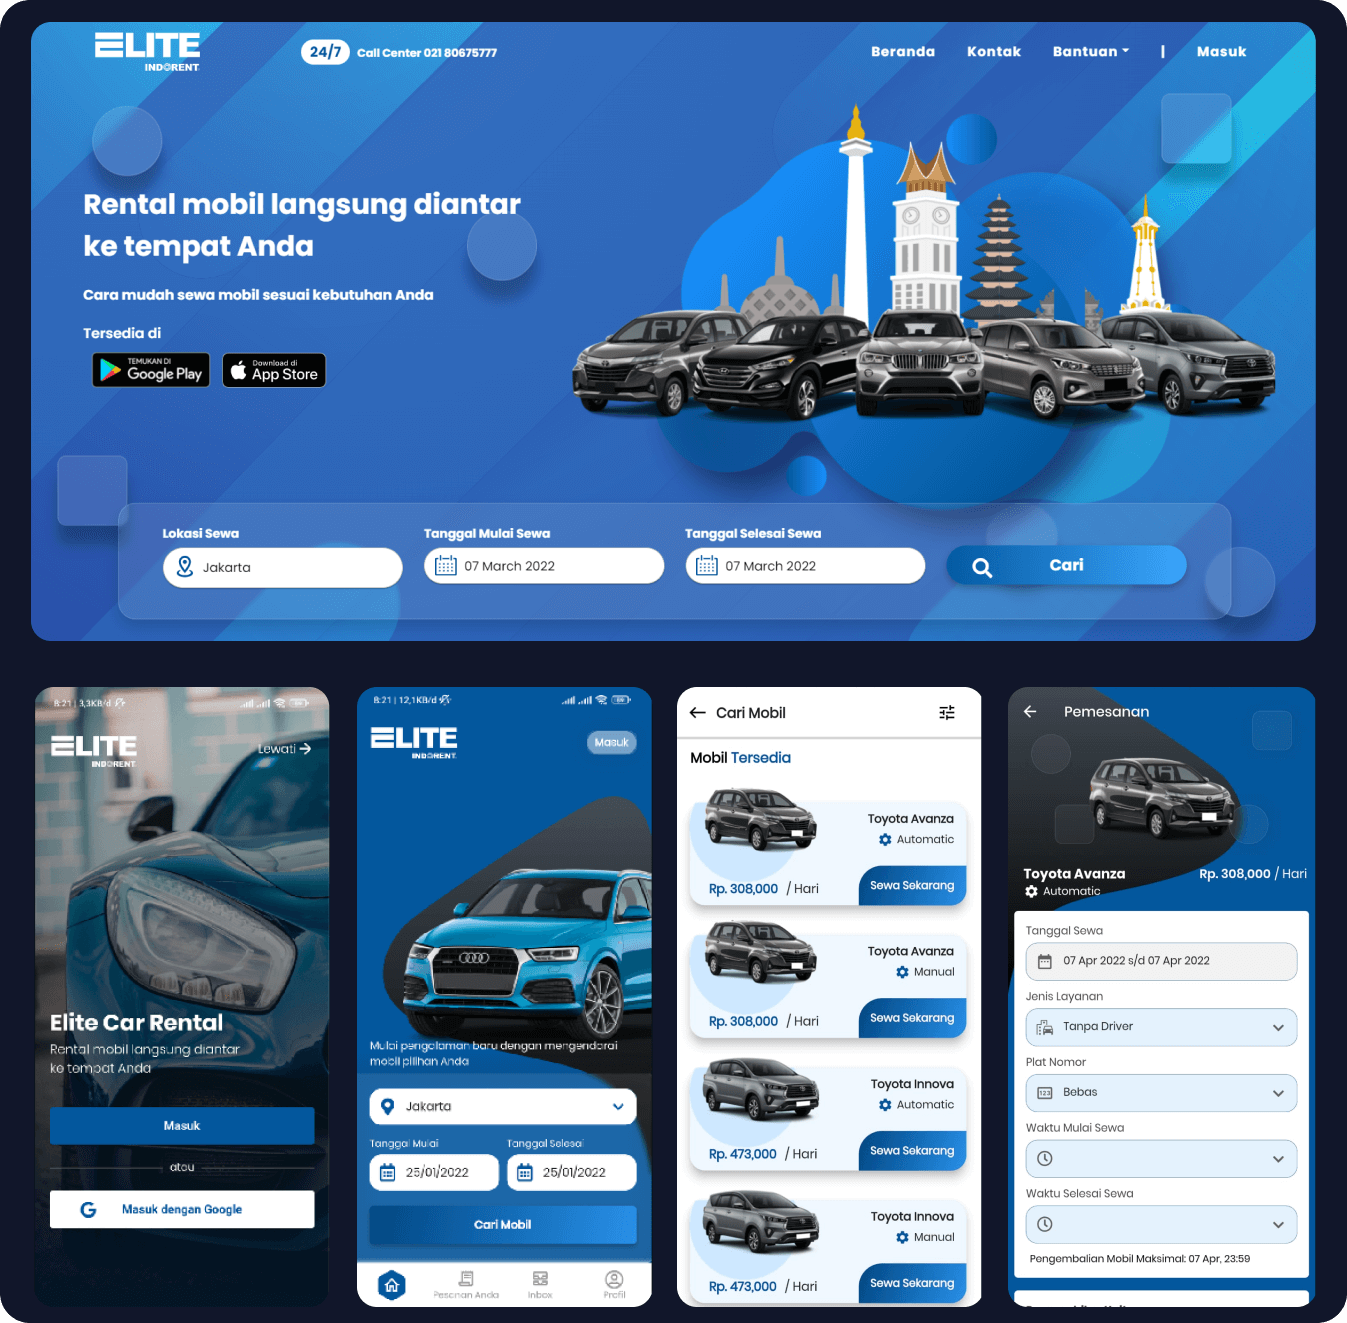 ELITE
INDORENT
24/7 Call Center 021 80675777
Beranda Kontak Bantuan | Masuk
Rental mobil langsung diantar
ke tempat Anda
Cara mudah sewa mobil sesuai kebutuhan Anda
Tersedia di
TEMUKAN DI
Google Play
Download di
App Store
Lokasi Sewa
Jakarta
Tanggal Mulai Sewa
07 March 2022
Tanggal Selesai Sewa
07 March 2022
Cari
8:21 | 3,3KB/d
ELITE
INDORENT
Lewati
Elite Car Rental
Rental mobil langsung diantar
ke tempat Anda
Masuk
atau
G Masuk dengan Google
8:21 | 12,1KB/d
ELITE
INDORENT
Masuk
Mulai pengalaman baru dengan mengendarai
mobil pilihan Anda
Jakarta
Tanggal Mulai
Tanggal Selesai
25/01/2022
25/01/2022
Cari Mobil
Pesanan Anda
Inbox
Profil
Cari Mobil
Mobil Tersedia
Toyota Avanza
Automatic
Rp. 308,000 / Hari
Sewa Sekarang
Toyota Avanza
Manual
Rp. 308,000 / Hari
Sewa Sekarang
Toyota Innova
Automatic
Rp. 473,000 / Hari
Sewa Sekarang
Toyota Innova
Manual
Rp. 473,000 / Hari
Sewa Sekarang
Pemesanan
Toyota Avanza
Rp. 308,000 / Hari
Automatic
Tanggal Sewa
07 Apr 2022 s/d 07 Apr 2022
Jenis Layanan
Tanpa Driver
Plat Nomor
123 Bebas
Waktu Mulai Sewa
Waktu Selesai Sewa
Pengembalian Mobil Maksimal: 07 Apr, 23:59